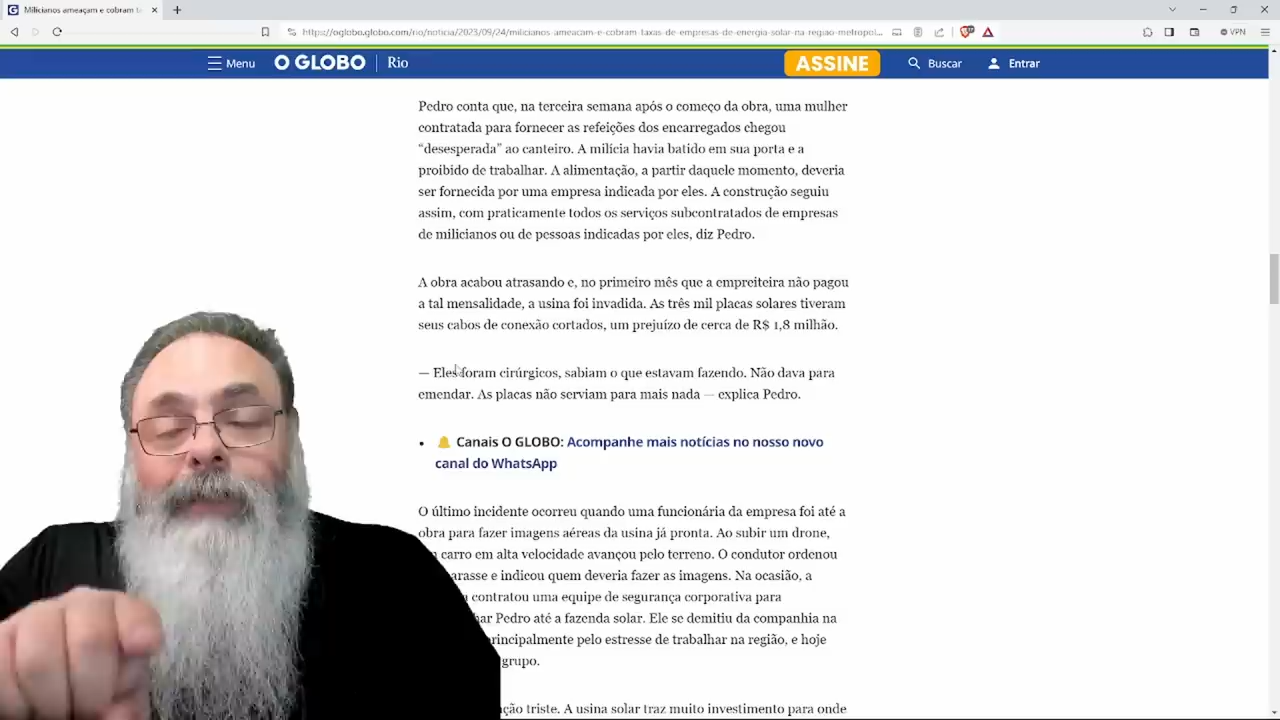 Milicianos ameaçam e cobram t
https://oglobo.globo.com/rio/noticia/2023/09/24/milicianos-ameacam-e-cobram-taxas-de-empresas-de-energia-solar-na-regiao-metropol...
VPN
Menu
O GLOBO
Rio
ASSINE
Buscar
Entrar
Pedro conta que, na terceira semana após o começo da obra, uma mulher
contratada para fornecer as refeições dos encarregados chegou
“desesperada” ao canteiro. A milícia havia batido em sua porta e a
proibido de trabalhar. A alimentação, a partir daquele momento, deveria
ser fornecida por uma empresa indicada por eles. A construção seguiu
assim, com praticamente todos os serviços subcontratados de empresas
de milicianos ou de pessoas indicadas por eles, diz Pedro.
A obra acabou atrasando e, no primeiro mês que a empreiteira não pagou
a tal mensalidade, a usina foi invadida. As três mil placas solares tiveram
seus cabos de conexão cortados, um prejuízo de cerca de R$ 1,8 milhão.
— Eles foram cirúrgicos, sabiam o que estavam fazendo. Não dava para
emendar. As placas não serviam para mais nada — explica Pedro.
• Canais O GLOBO: Acompanhe mais notícias no nosso novo
canal do WhatsApp
O último incidente ocorreu quando uma funcionária da empresa foi até a
obra para fazer imagens aéreas da usina já pronta. Ao subir um drone,
carro em alta velocidade avançou pelo terreno. O condutor ordenou
e indicou quem deveria fazer as imagens. Na ocasião, a
contratou uma equipe de segurança corporativa para
Pedro até a fazenda solar. Ele se demitiu da companhia na
principalmente pelo estresse de trabalhar na região, e hoje
grupo.
triste. A usina solar traz muito investimento para onde